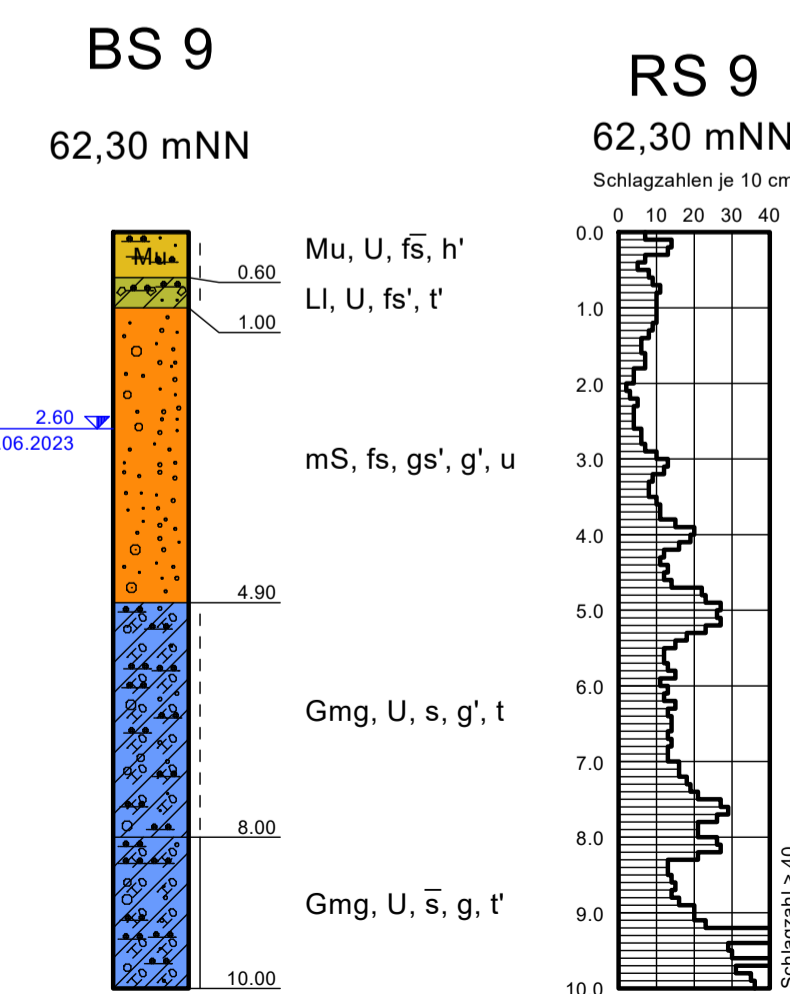 BS 9
62,30 mNN
Mu
0.60
1.00
2.60
.06.2023
4.90
8.00
10.00
Mu, U, fs̅, h'
Ll, U, fs', t'
mS, fs, gs', g', u
Gmg, U, s, g', t
Gmg, U, s̅, g, t'
RS 9
62,30 mNN
Schlagzahlen je 10 cm
0 10 20 30 40
0.0
1.0
2.0
3.0
4.0
5.0
6.0
7.0
8.0
9.0
10.0
Schlagzahl > 40